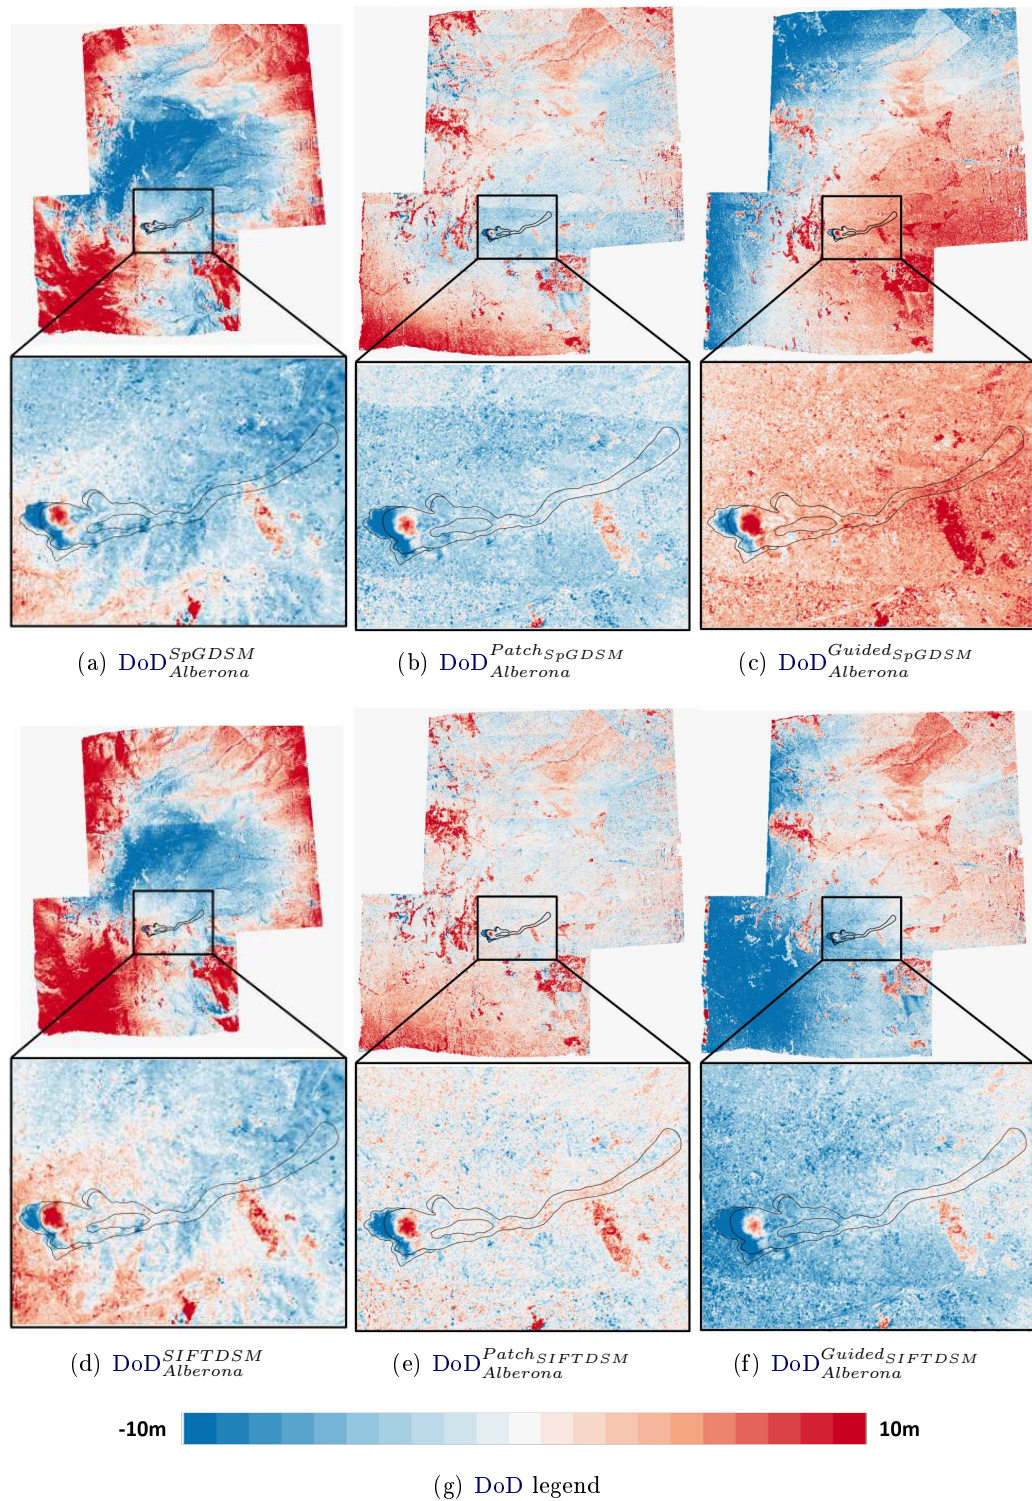 (a) DoD^{SpGDSM}_{Alberona}
(b) DoD^{Patch_{SpGDSM}}_{Alberona}
(c) DoD^{Guided_{SpGDSM}}_{Alberona}
(d) DoD^{SIFTDSM}_{Alberona}
(e) DoD^{Patch_{SIFTDSM}}_{Alberona}
(f) DoD^{Guided_{SIFTDSM}}_{Alberona}
-10m 10m
(g) DoD legend